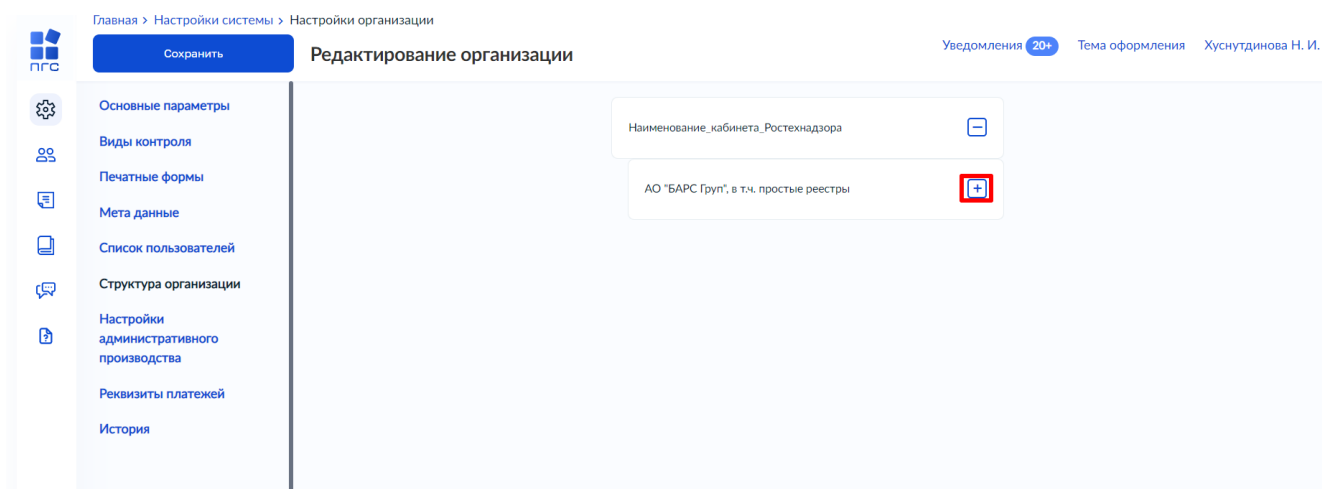 Главная > Настройки системы > Настройки организации
ПГС
Сохранить
Редактирование организации
Уведомления 20+ Тема оформления Хуснутдинова Н. И.
Основные параметры
Виды контроля
Печатные формы
Мета данные
Список пользователей
Структура организации
Настройки
административного
производства
Реквизиты платежей
История
Наименование_кабинета_Ростехнадзора
АО "БАРС Груп", в т.ч. простые реестры